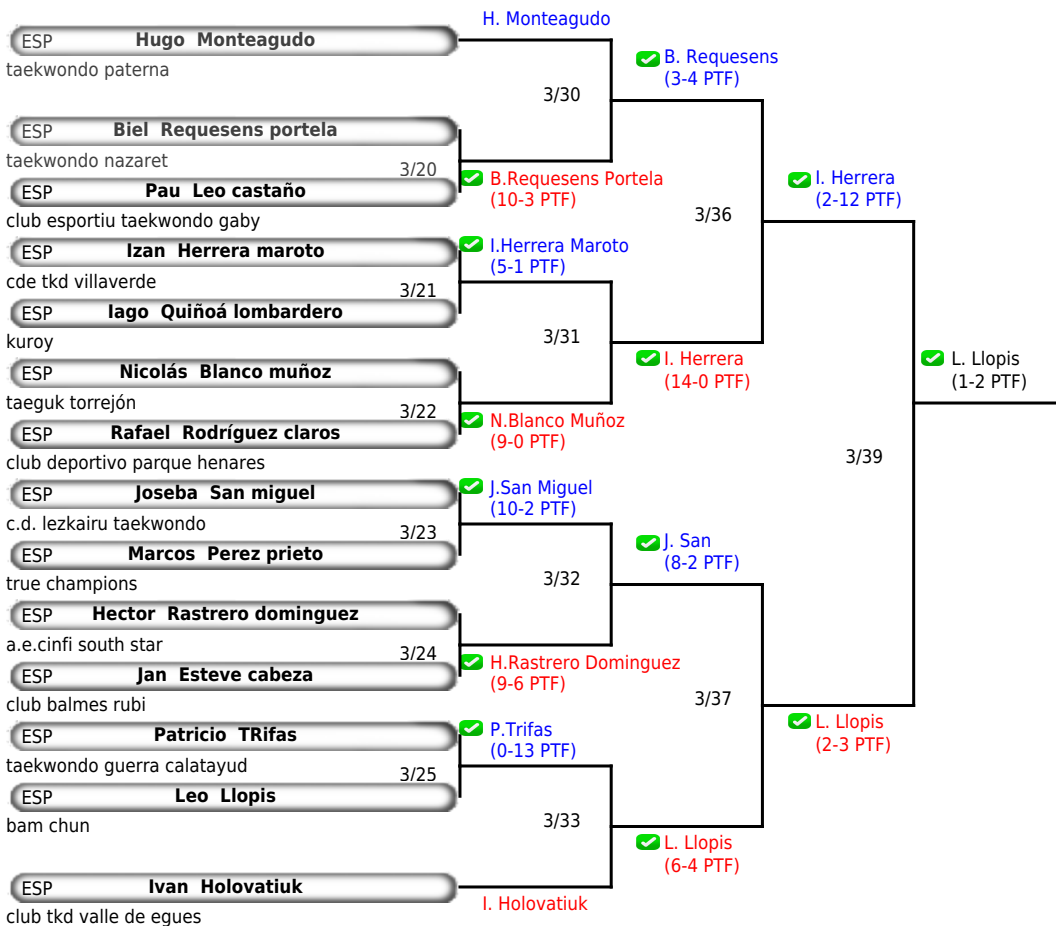 H. Monteagudo
ESP Hugo Monteagudo
taekwondo paterna
B. Requesens
(3-4 PTF)
3/30
ESP Biel Requesens portela
taekwondo nazaret
3/20
B.Requesens Portela
(10-3 PTF)
ESP Pau Leo castaño
club esportiu taekwondo gaby
I. Herrera
(2-12 PTF)
3/36
ESP Izan Herrera maroto
cde tkd villaverde
I.Herrera Maroto
(5-1 PTF)
3/21
ESP Iago Quiñoá lombardero
kuroy
3/31
I. Herrera
(14-0 PTF)
ESP Nicolás Blanco muñoz
taeguk torrejón
3/22
N.Blanco Muñoz
(9-0 PTF)
ESP Rafael Rodríguez claros
club deportivo parque henares
L. Llopis
(1-2 PTF)
3/39
ESP Joseba San miguel
c.d. lezkairu taekwondo
J.San Miguel
(10-2 PTF)
3/23
ESP Marcos Perez prieto
true champions
J. San
(8-2 PTF)
3/32
ESP Hector Rastrero dominguez
a.e.cinfi south star
3/24
H.Rastrero Dominguez
(9-6 PTF)
ESP Jan Esteve cabeza
club balmes rubi
3/37
L. Llopis
(2-3 PTF)
ESP Patricio TRifas
taekwondo guerra calatayud
P.Trifas
(0-13 PTF)
3/25
ESP Leo Llopis
bam chun
3/33
L. Llopis
(6-4 PTF)
ESP Ivan Holovatiuk
club tkd valle de egues
I. Holovatiuk